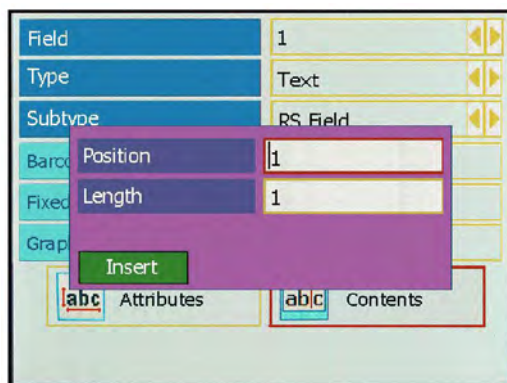 Field 1
Type Text
Subtype RS Field
Barco
Position 1
Fixed
Length 1
Grap
Insert
abc Attributes
abc Contents